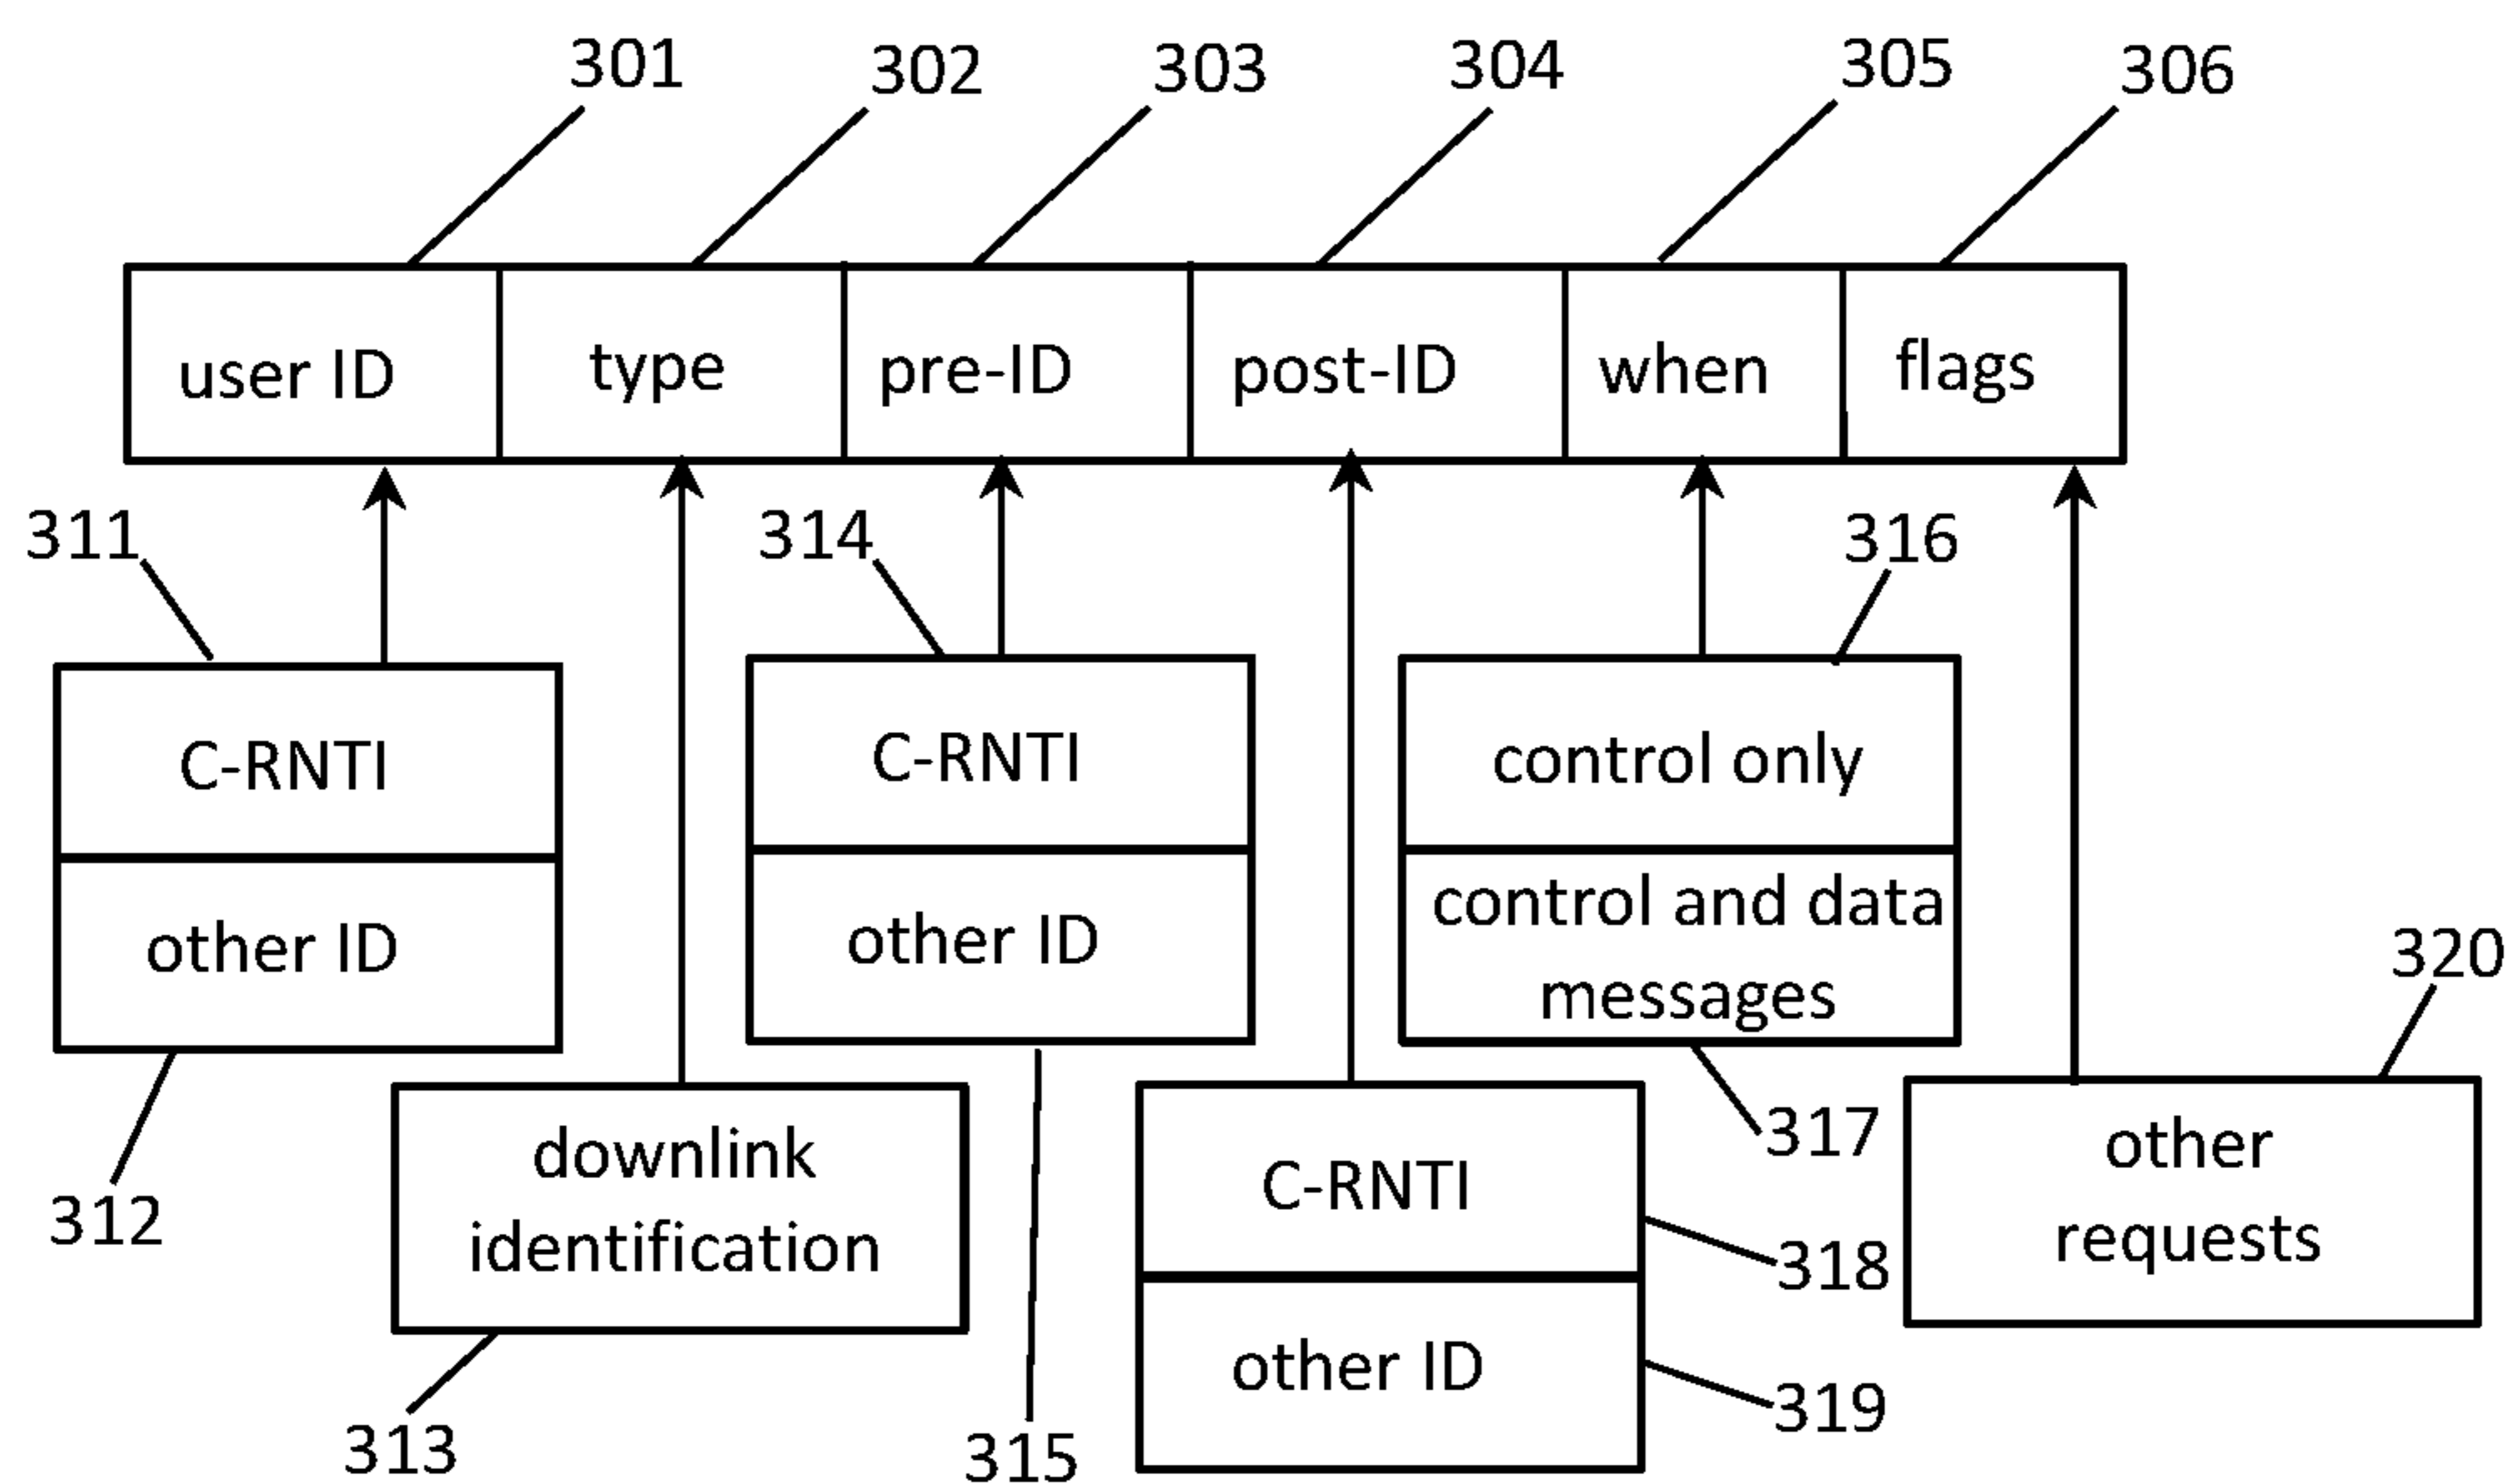 301
302
303
304
305
306
user ID
type
pre-ID
post-ID
when
flags
311
314
316
C-RNTI
other ID
C-RNTI
other ID
control only
control and data
messages
320
312
downlink
identification
313
315
C-RNTI
other ID
317
318
319
other
requests